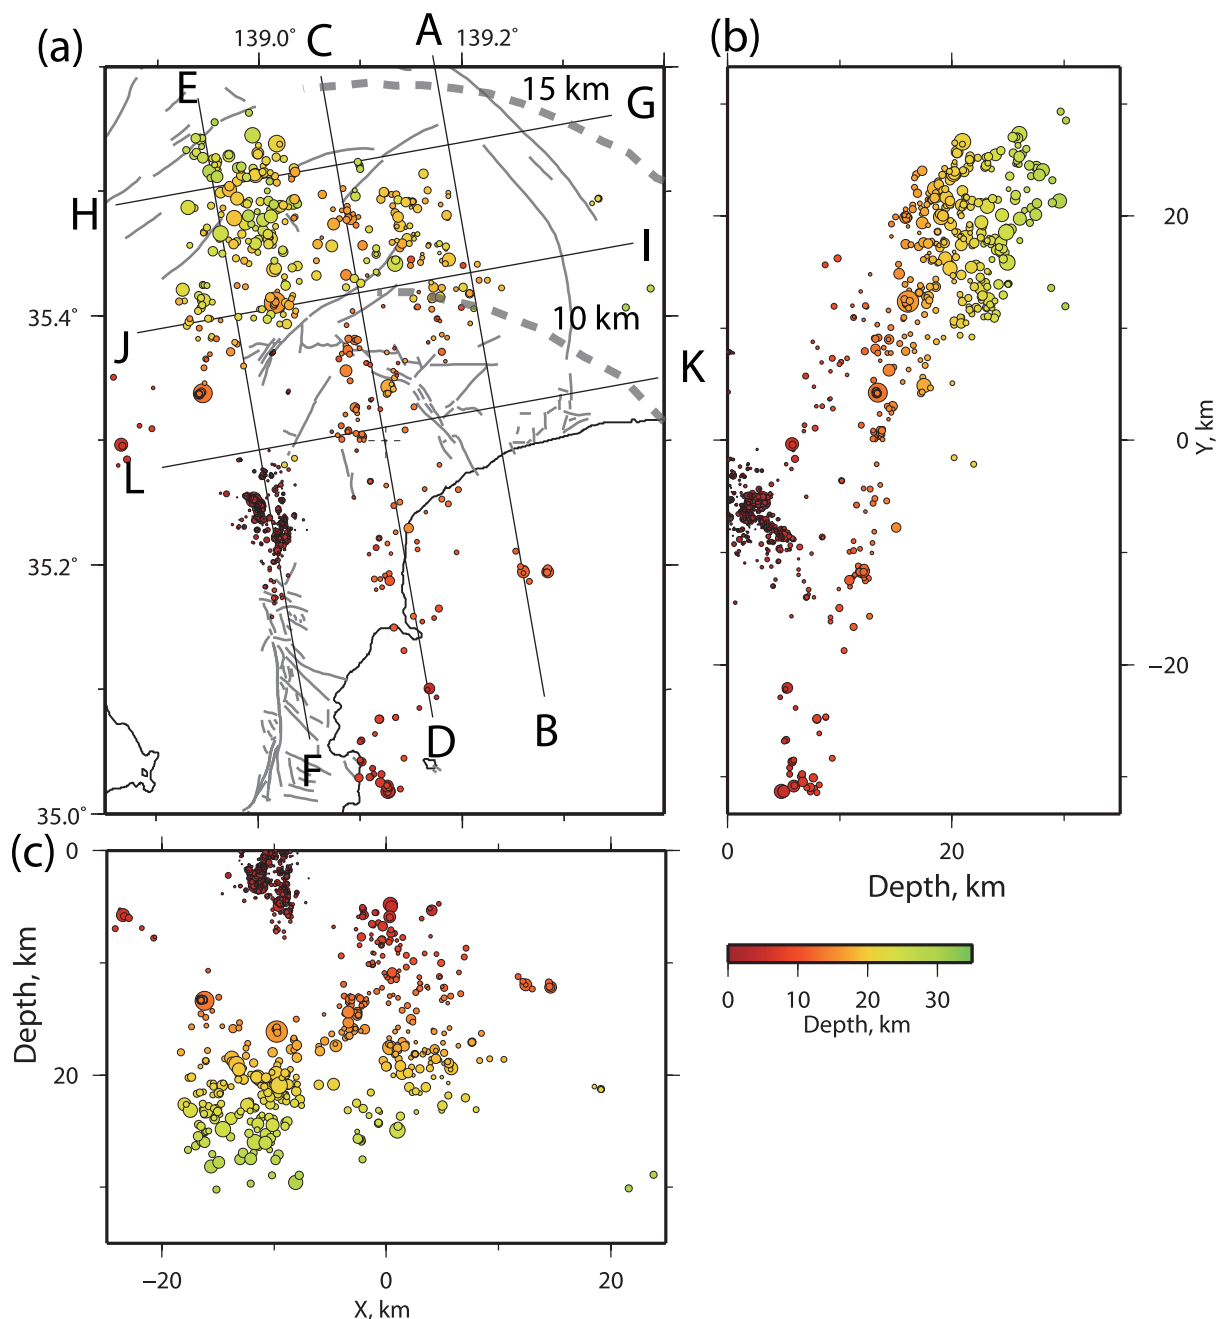 (a)
139.0°
C
A
139.2°
(b)
E
15 km
G
H
I
20
35.4°
10 km
J
K
0
Y, km
L
35.2°
−20
F
D
B
35.0°
(c)
0
0
20
Depth, km
Depth, km
20
0
10
20
30
Depth, km
−20
0
20
X, km